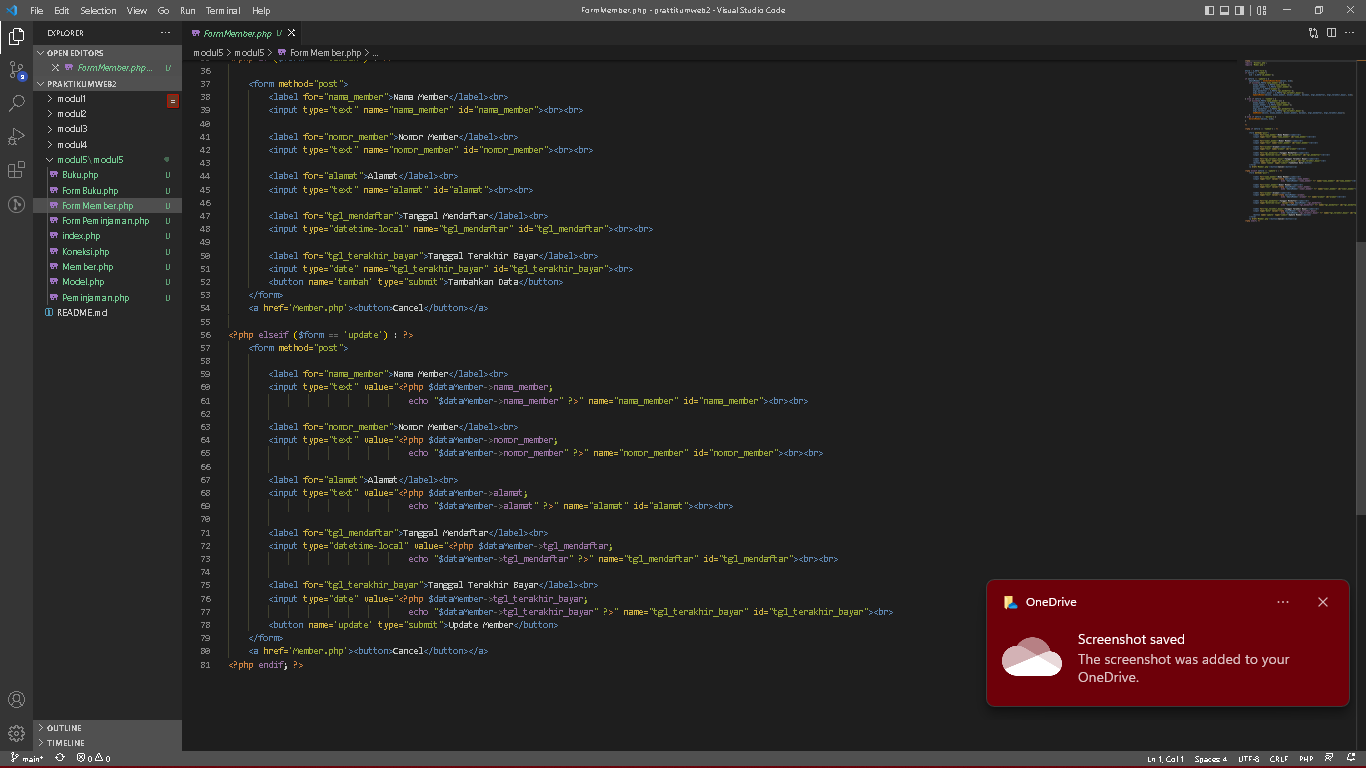 File Edit Selection View Go Run Terminal Help
FormMember.php - praktikumweb2 - Visual Studio Code
EXPLORER
OPEN EDITORS
FormMember.php... U
PRAKTIKUMWEB2
modul1
modul2
modul3
modul4
modul5\modul5
Buku.php U
FormBuku.php U
FormMember.php U
FormPeminjaman.php U
index.php U
Koneksi.php U
Member.php U
Model.php U
Peminjaman.php U
README.md
OUTLINE
TIMELINE
FormMember.php U
modul5 > modul5 > FormMember.php > ...
36
37 <form method="post">
38 <label for="nama_member">Nama Member</label><br>
39 <input type="text" name="nama_member" id="nama_member"><br><br>
40
41 <label for="nomor_member">Nomor Member</label><br>
42 <input type="text" name="nomor_member" id="nomor_member"><br><br>
43
44 <label for="alamat">Alamat</label><br>
45 <input type="text" name="alamat" id="alamat"><br><br>
46
47 <label for="tgl_mendaftar">Tanggal Mendaftar</label><br>
48 <input type="datetime-local" name="tgl_mendaftar" id="tgl_mendaftar"><br><br>
49
50 <label for="tgl_terakhir_bayar">Tanggal Terakhir Bayar</label><br>
51 <input type="date" name="tgl_terakhir_bayar" id="tgl_terakhir_bayar"><br>
52 <button name='tambah' type="submit">Tambahkan Data</button>
53 </form>
54 <a href='Member.php'><button>Cancel</button></a>
55
56 <?php elseif ($form == 'update') : ?>
57 <form method="post">
58
59 <label for="nama_member">Nama Member</label><br>
60 <input type="text" value="<?php $dataMember->nama_member;
61 echo "$dataMember->nama_member" ?>" name="nama_member" id="nama_member"><br><br>
62
63 <label for="nomor_member">Nomor Member</label><br>
64 <input type="text" value="<?php $dataMember->nomor_member;
65 echo "$dataMember->nomor_member" ?>" name="nomor_member" id="nomor_member"><br><br>
66
67 <label for="alamat">Alamat</label><br>
68 <input type="text" value="<?php $dataMember->alamat;
69 echo "$dataMember->alamat" ?>" name="alamat" id="alamat"><br><br>
70
71 <label for="tgl_mendaftar">Tanggal Mendaftar</label><br>
72 <input type="datetime-local" value="<?php $dataMember->tgl_mendaftar;
73 echo "$dataMember->tgl_mendaftar" ?>" name="tgl_mendaftar" id="tgl_mendaftar"><br><br>
74
75 <label for="tgl_terakhir_bayar">Tanggal Terakhir Bayar</label><br>
76 <input type="date" value="<?php $dataMember->tgl_terakhir_bayar;
77 echo "$dataMember->tgl_terakhir_bayar" ?>" name="tgl_terakhir_bayar" id="tgl_terakhir_bayar"><br>
78 <button name='update' type="submit">Update Member</button>
79 </form>
80 <a href='Member.php'><button>Cancel</button></a>
81 <?php endif; ?>
OneDrive
Screenshot saved
The screenshot was added to your
OneDrive.
main* 0 0 Ln 1, Col 1 Spaces: 4 UTF-8 CRLF PHP